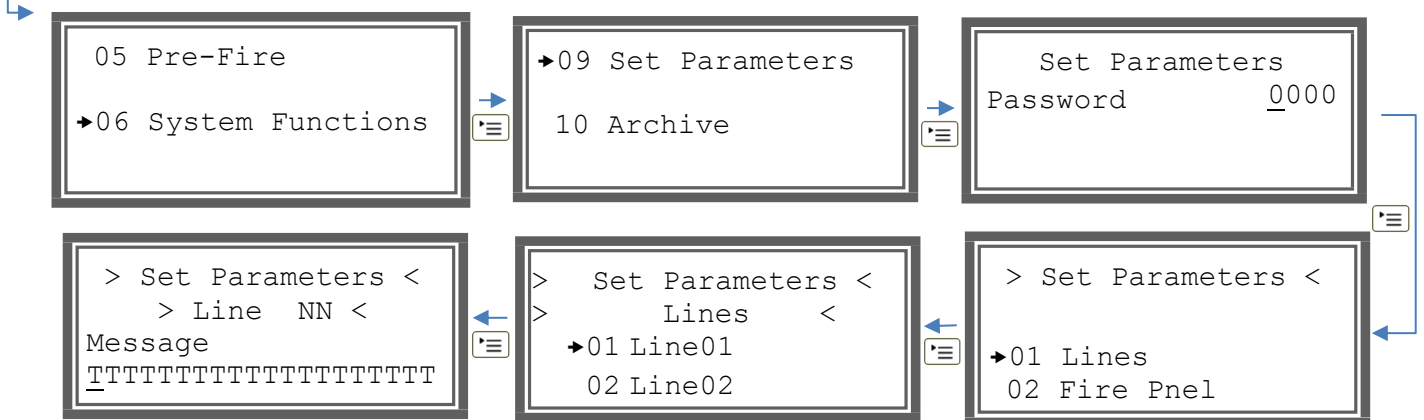 05 Pre-Fire
➔06 System Functions
➔09 Set Parameters
10 Archive
Set Parameters
Password 0000
> Set Parameters <
➔01 Lines
02 Fire Pnel
> Set Parameters <
> Lines <
➔01 Line01
02 Line02
> Set Parameters <
> Line NN <
Message
TTTTTTTTTTTTTTTTTTTT